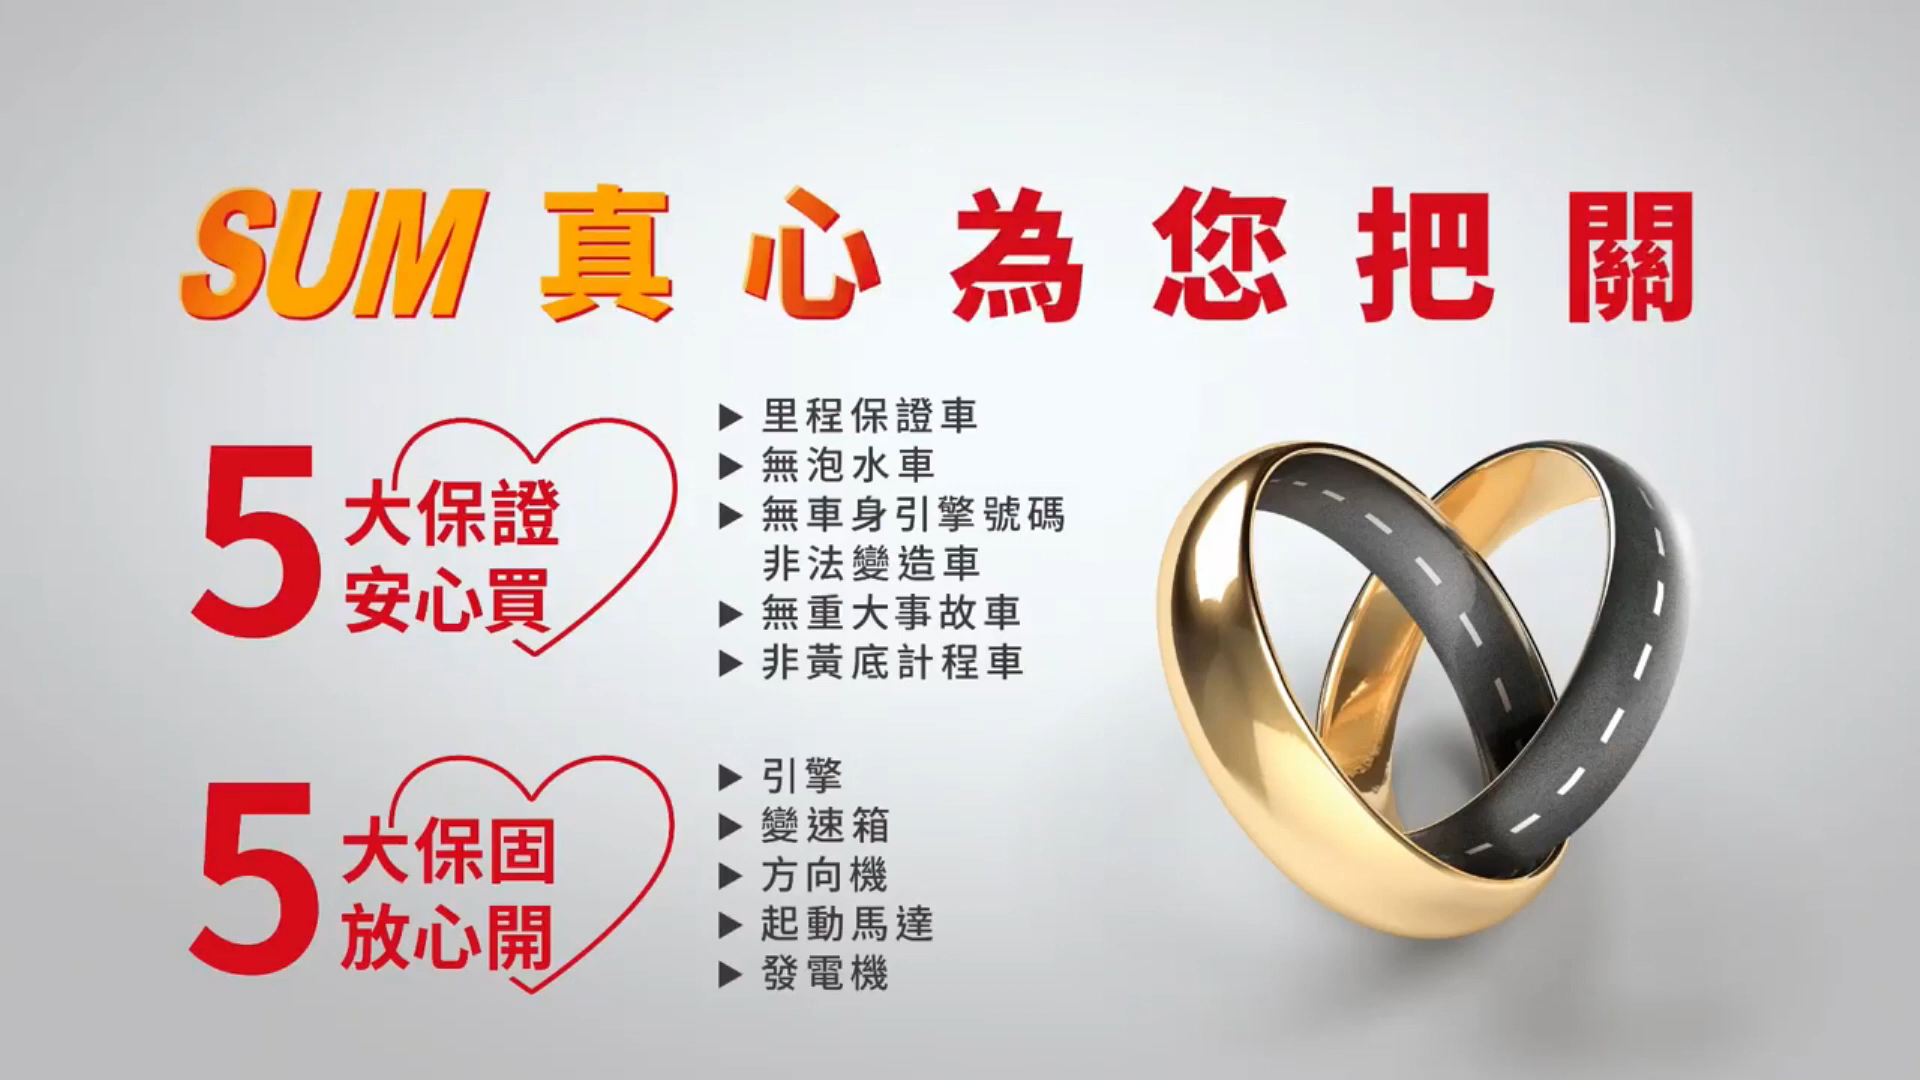 SUM 真心為您把關
5大保證
安心買
▶ 里程保證車
▶ 無泡水車
▶ 無車身引擎號碼
非法變造車
▶ 無重大事故車
▶ 非黃底計程車
5大保固
放心開
▶ 引擎
▶ 變速箱
▶ 方向機
▶ 起動馬達
▶ 發電機